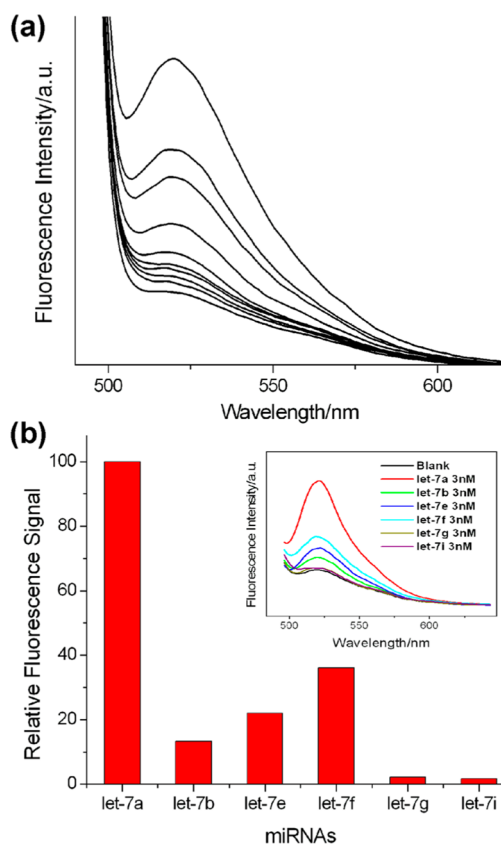 (a)
Fluorescence Intensity/a.u.
500
550
600
Wavelength/nm
(b)
Relative Fluorescence Signal
100
80
60
40
20
0
let-7a
let-7b
let-7e
let-7f
let-7g
let-7i
miRNAs
Fluorescence Intensity/a.u.
Blank
let-7a 3nM
let-7b 3nM
let-7e 3nM
let-7f 3nM
let-7g 3nM
let-7i 3nM
500
550
600
Wavelength/nm